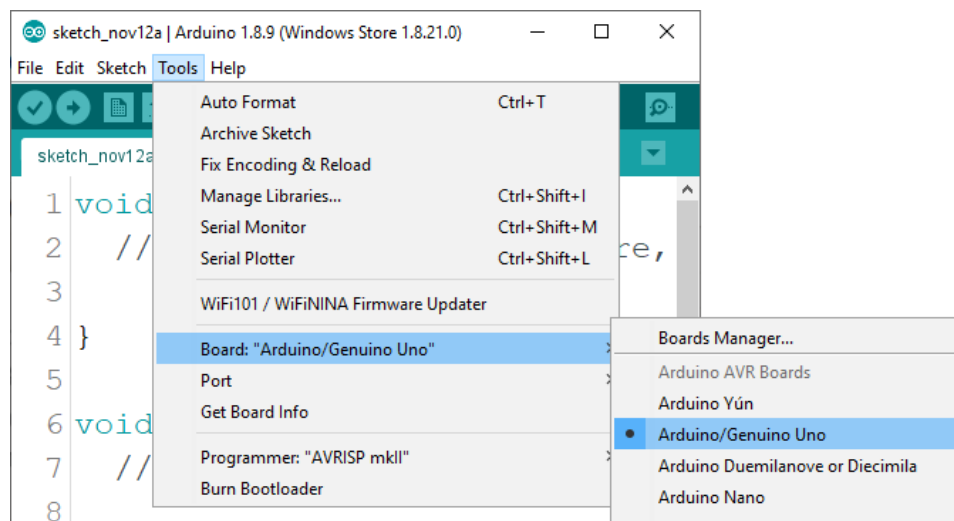 sketch_nov12a | Arduino 1.8.9 (Windows Store 1.8.21.0)
File Edit Sketch Tools Help
sketch_nov12a
Auto Format Ctrl+T
Archive Sketch
Fix Encoding & Reload
Manage Libraries... Ctrl+Shift+I
Serial Monitor Ctrl+Shift+M
Serial Plotter Ctrl+Shift+L
WiFi101 / WiFiNINA Firmware Updater
Board: "Arduino/Genuino Uno"
Port
Get Board Info
Programmer: "AVRISP mkII"
Burn Bootloader
Boards Manager...
Arduino AVR Boards
Arduino Yún
Arduino/Genuino Uno
Arduino Duemilanove or Diecimila
Arduino Nano
1 void
2 // re,
3
4 }
5
6 void
7 //
8